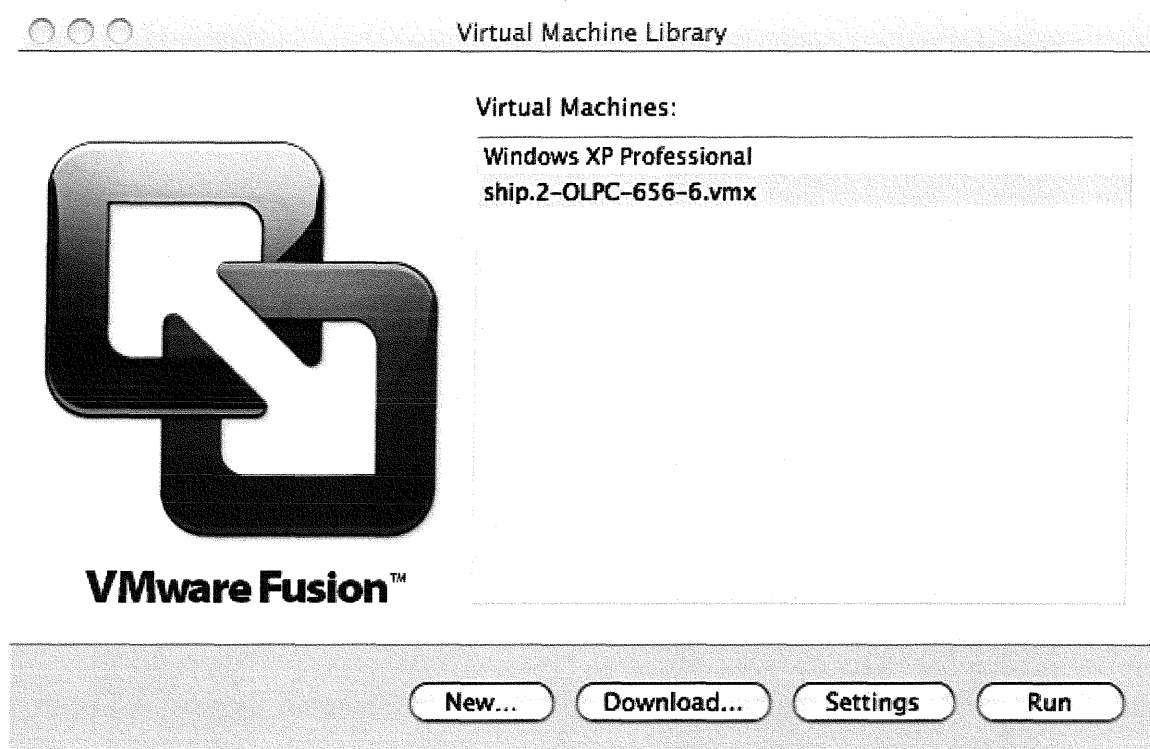 Virtual Machine Library
Virtual Machines:
Windows XP Professional
ship.2-OLPC-656-6.vmx
VMware Fusion™
New...
Download...
Settings
Run